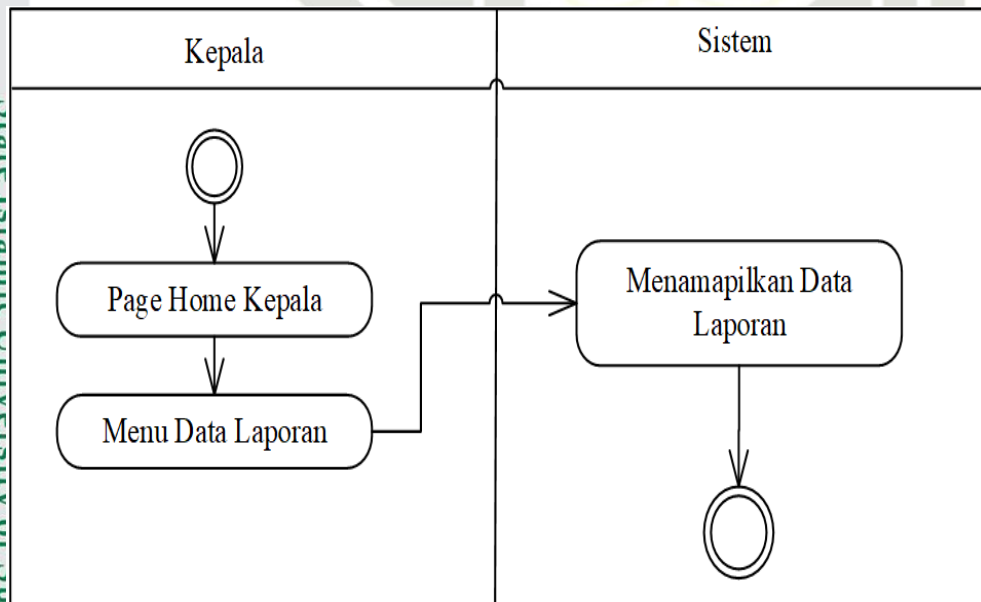 Kepala
Sistem
Page Home Kepala
Menu Data Laporan
Menamapilkan Data
Laporan